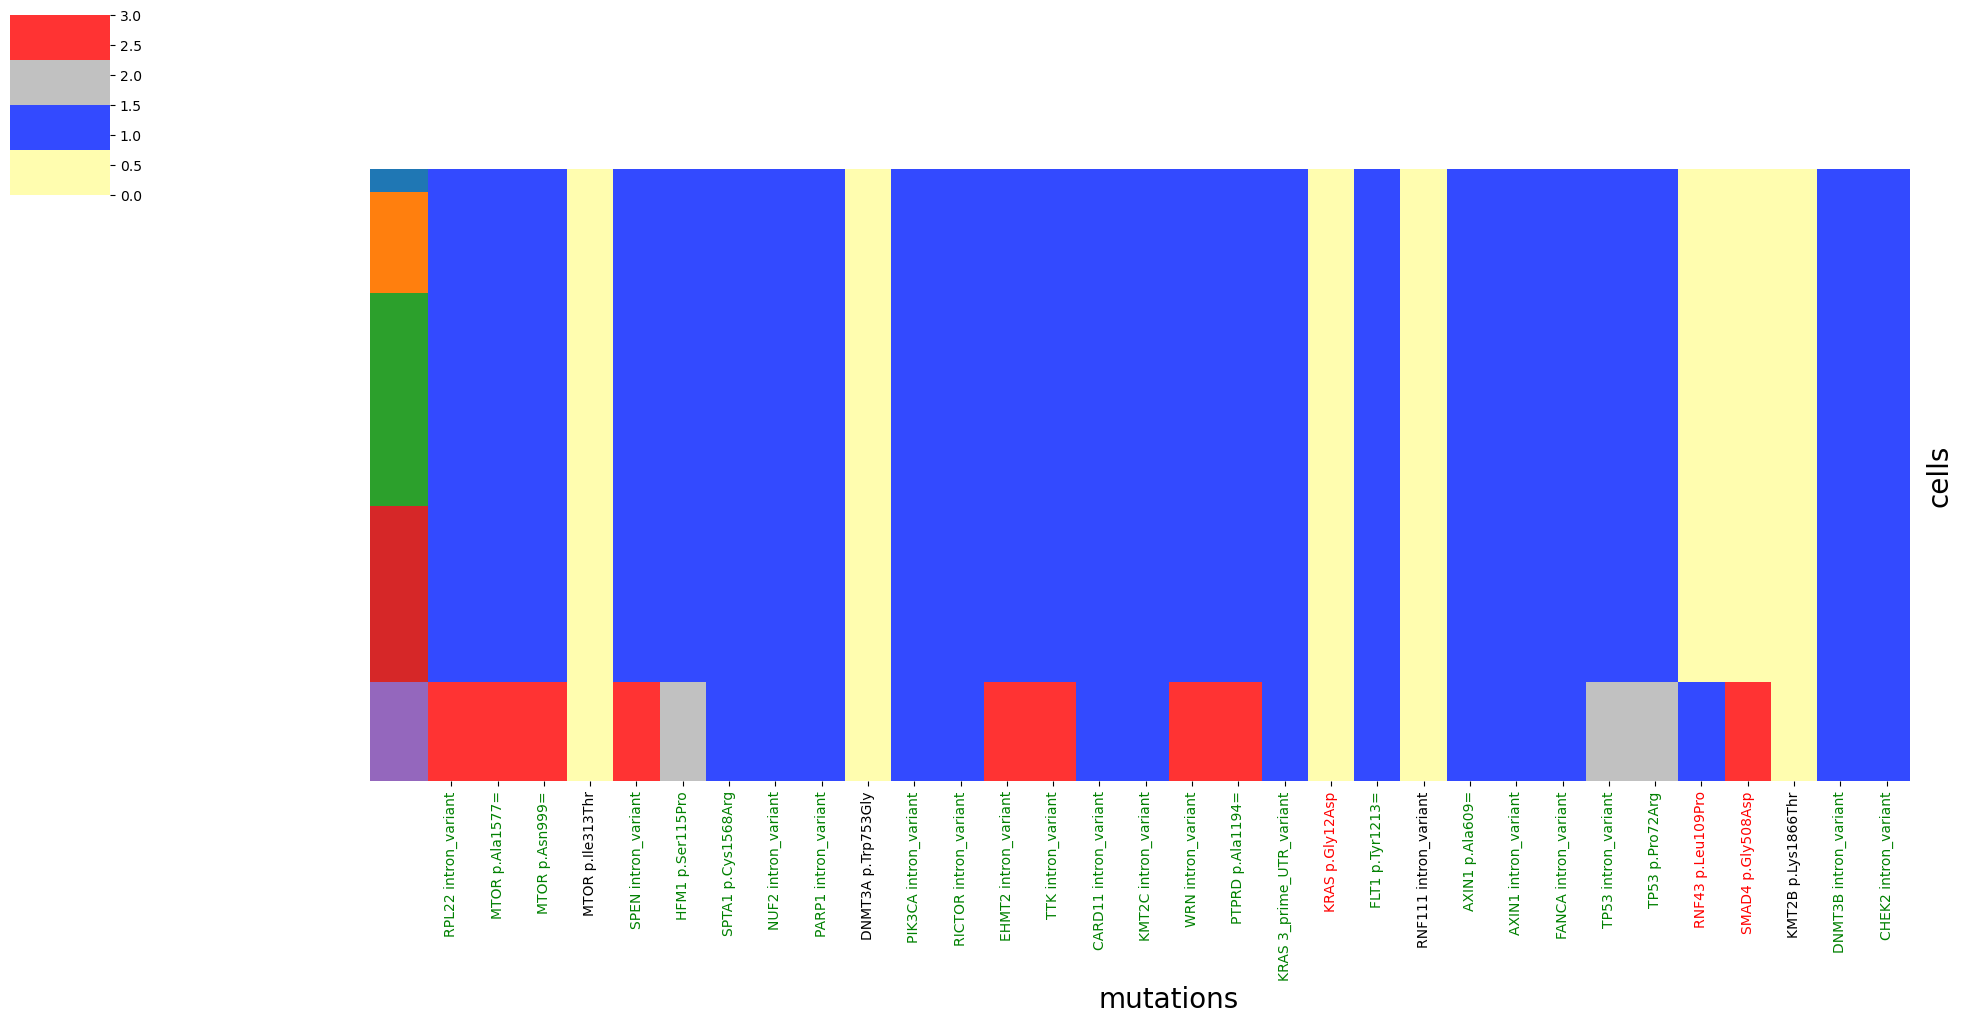 3.0
2.5
2.0
1.5
1.0
0.5
0.0
cells
RPL22 intron_variant
MTOR p.Ala1577=
MTOR p.Asn999=
MTOR p.Ile313Thr
SPEN intron_variant
HFM1 p.Ser115Pro
SPTA1 p.Cys1568Arg
NUF2 intron_variant
PARP1 intron_variant
DNMT3A p.Trp753Gly
PIK3CA intron_variant
RICTOR intron_variant
EHMT2 intron_variant
TTK intron_variant
CARD11 intron_variant
KMT2C intron_variant
WRN intron_variant
PTPRD p.Ala1194=
KRAS 3_prime_UTR_variant
KRAS p.Gly12Asp
FLT1 p.Tyr1213=
RNF111 intron_variant
AXIN1 p.Ala609=
AXIN1 intron_variant
FANCA intron_variant
TP53 intron_variant
TP53 p.Pro72Arg
RNF43 p.Leu109Pro
SMAD4 p.Gly508Asp
KMT2B p.Lys1866Thr
DNMT3B intron_variant
CHEK2 intron_variant
mutations